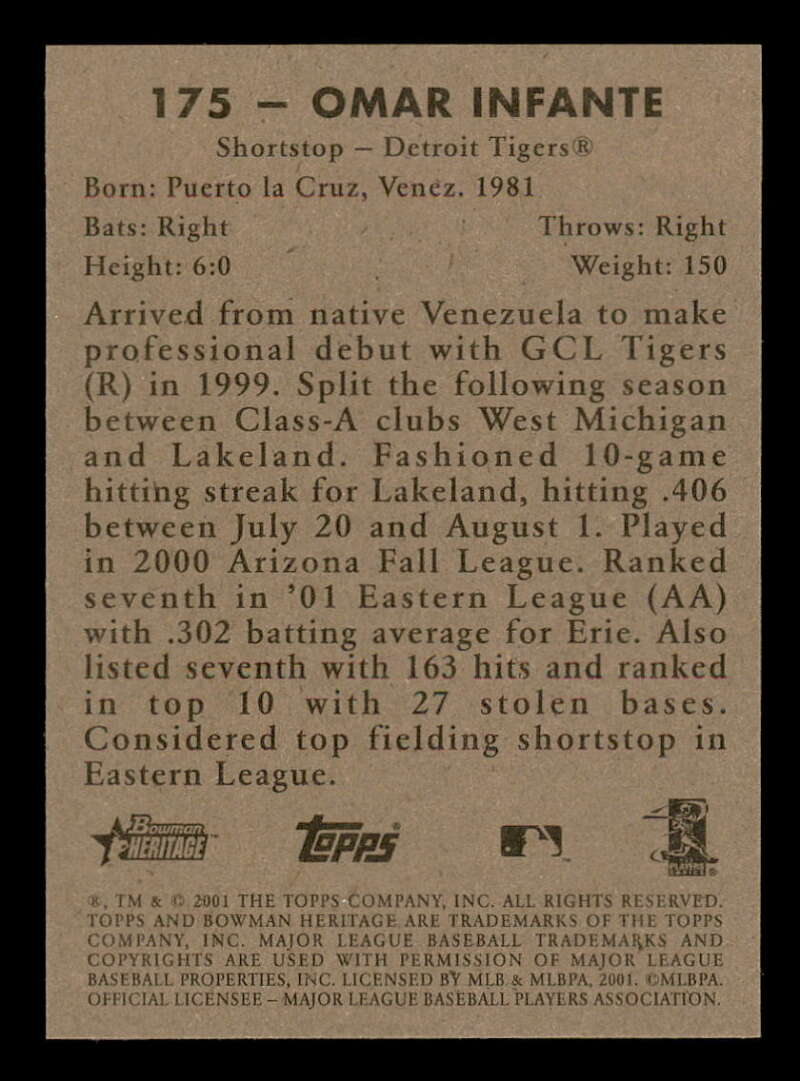 175 – OMAR INFANTE
Shortstop – Detroit Tigers®
Born: Puerto la Cruz, Venez. 1981
Bats: Right Throws: Right
Height: 6:0 Weight: 150
Arrived from native Venezuela to make
professional debut with GCL Tigers
(R) in 1999. Split the following season
between Class-A clubs West Michigan
and Lakeland. Fashioned 10-game
hitting streak for Lakeland, hitting .406
between July 20 and August 1. Played
in 2000 Arizona Fall League. Ranked
seventh in ’01 Eastern League (AA)
with .302 batting average for Erie. Also
listed seventh with 163 hits and ranked
in top 10 with 27 stolen bases.
Considered top fielding shortstop in
Eastern League.
Bowman HERITAGE™ Topps® ™ PLAYERS CHOICE®
®, TM & © 2001 THE TOPPS COMPANY, INC. ALL RIGHTS RESERVED.
TOPPS AND BOWMAN HERITAGE ARE TRADEMARKS OF THE TOPPS
COMPANY, INC. MAJOR LEAGUE BASEBALL TRADEMARKS AND
COPYRIGHTS ARE USED WITH PERMISSION OF MAJOR LEAGUE
BASEBALL PROPERTIES, INC. LICENSED BY MLB & MLBPA, 2001. ©MLBPA.
OFFICIAL LICENSEE – MAJOR LEAGUE BASEBALL PLAYERS ASSOCIATION.